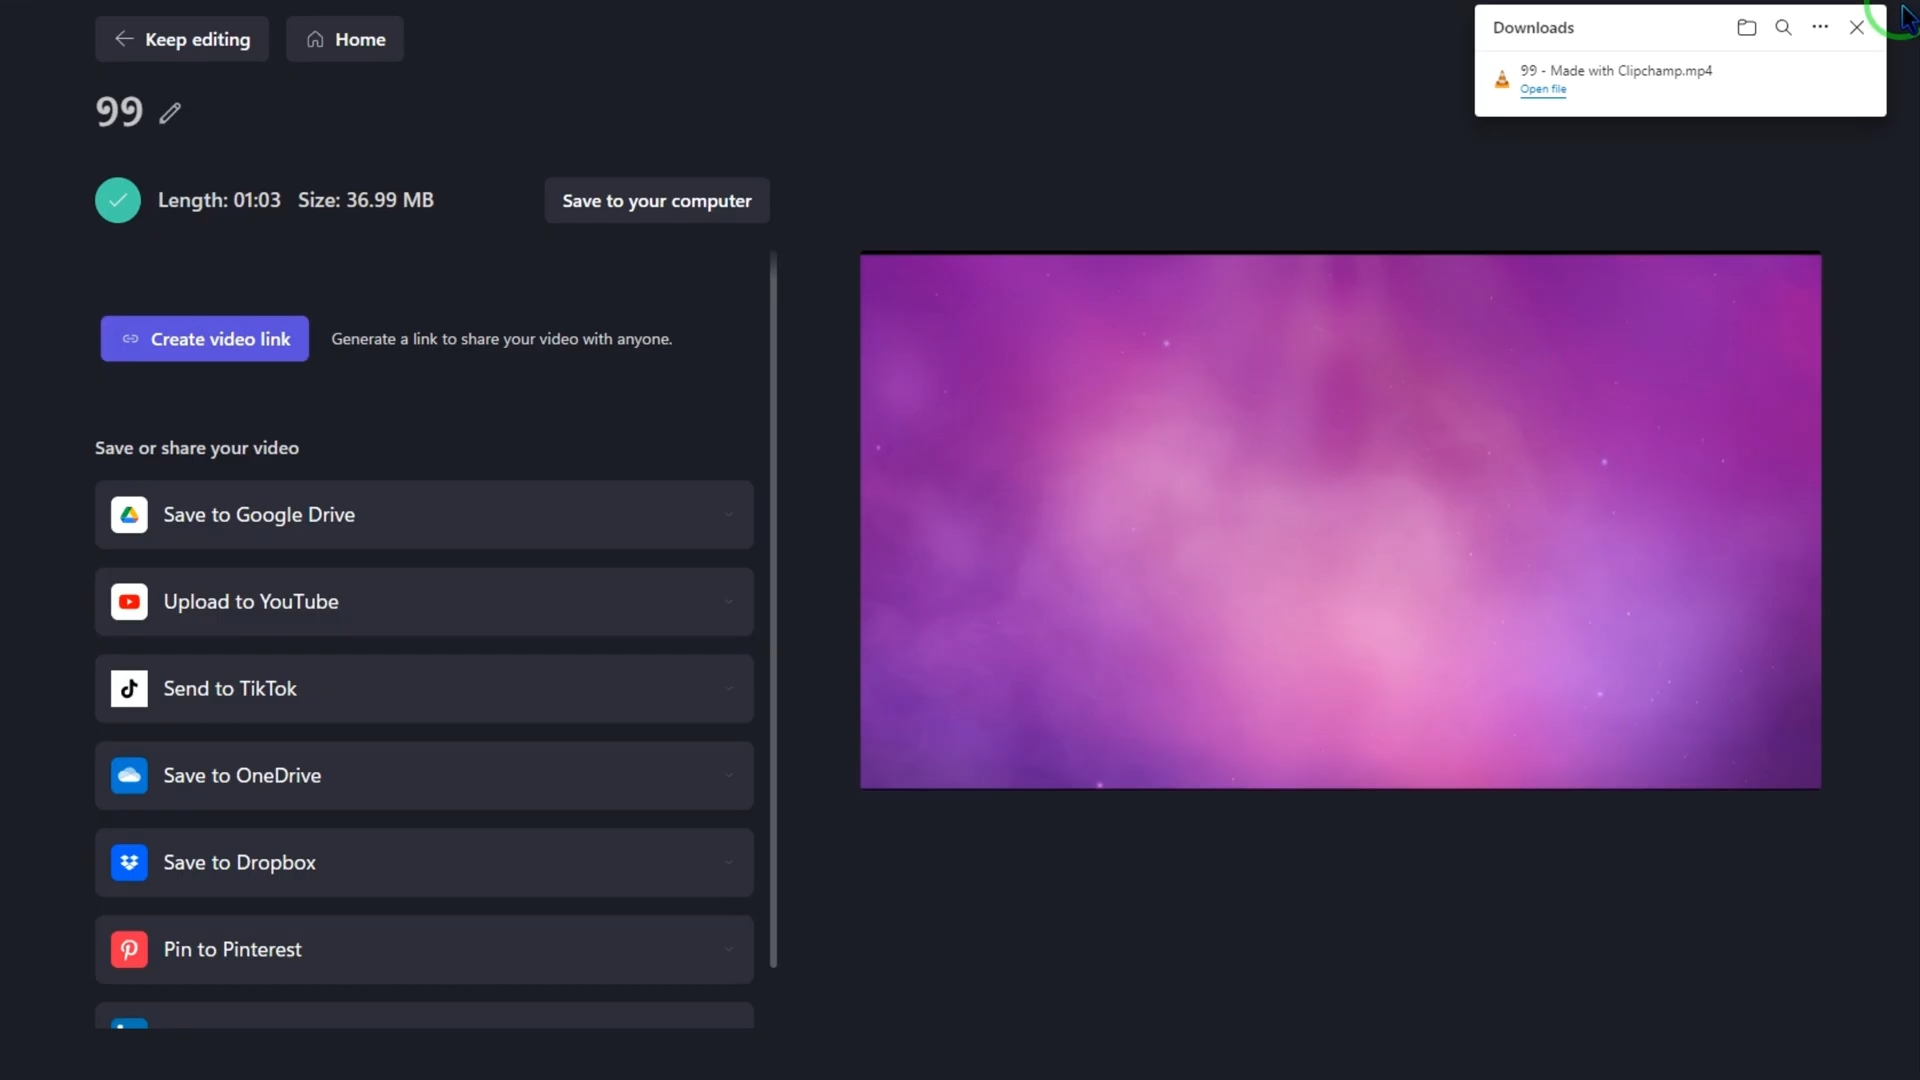 Keep editing
Home
Downloads
99 - Made with Clipchamp.mp4
Open file
99
Length: 01:03 Size: 36.99 MB
Save to your computer
Create video link
Generate a link to share your video with anyone.
Save or share your video
Save to Google Drive
Upload to YouTube
Send to TikTok
Save to OneDrive
Save to Dropbox
Pin to Pinterest